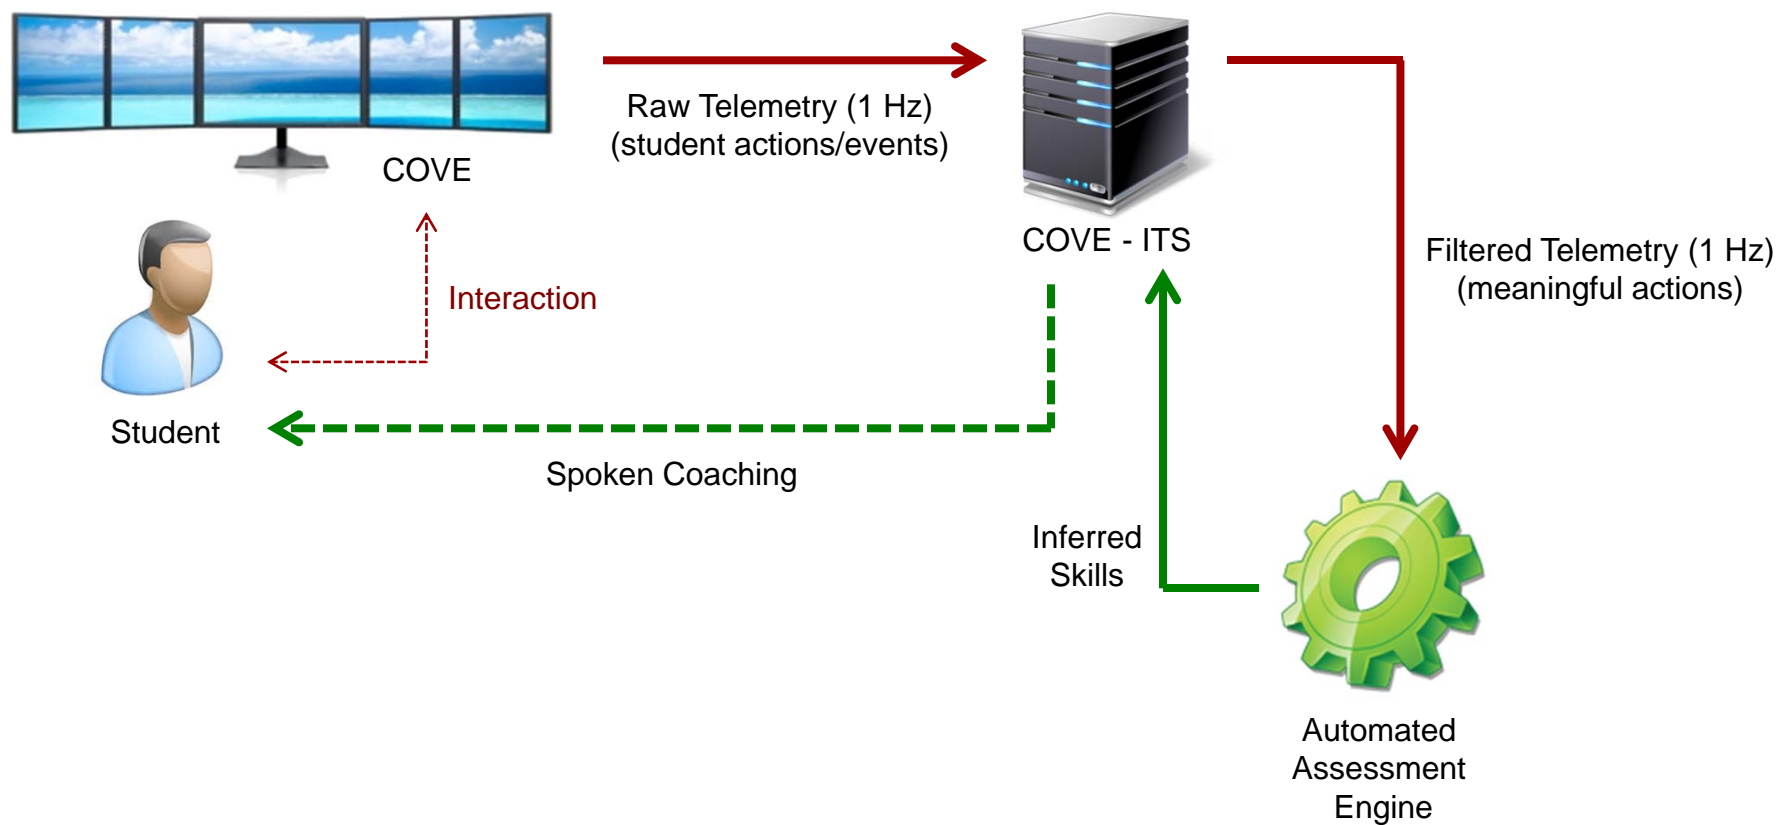 Raw Telemetry (1 Hz)
(student actions/events)
COVE
COVE - ITS
Filtered Telemetry (1 Hz)
(meaningful actions)
Interaction
Student
Spoken Coaching
Inferred
Skills
Automated
Assessment
Engine